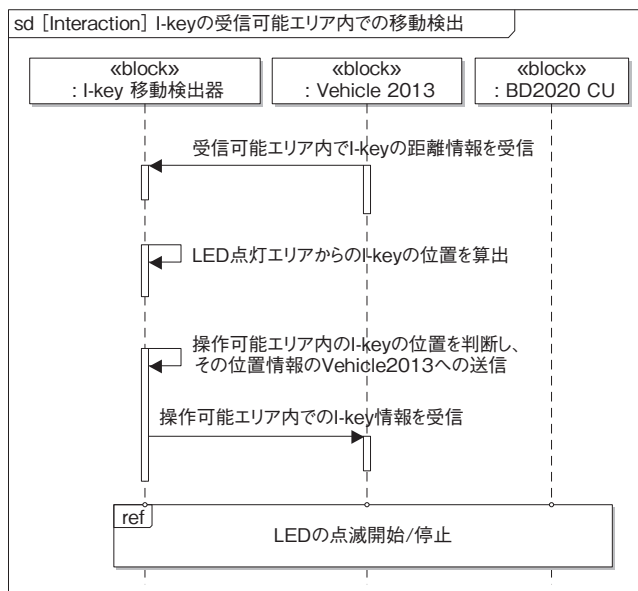 sd [Interaction] I-keyの受信可能エリア内での移動検出
«block»
: I-key 移動検出器
«block»
: Vehicle 2013
«block»
: BD2020 CU
受信可能エリア内でI-keyの距離情報を受信
LED点灯エリアからのI-keyの位置を算出
操作可能エリア内のI-keyの位置を判断し、
その位置情報のVehicle2013への送信
操作可能エリア内でのI-key情報を受信
ref
LEDの点滅開始/停止